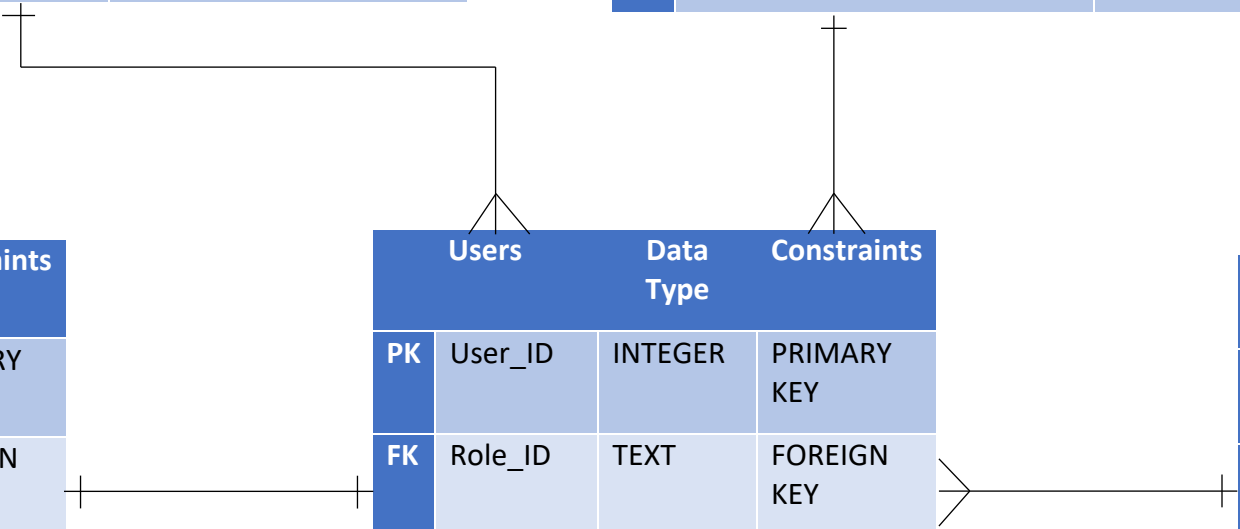 Users Data Type Constraints
PK User_ID INTEGER PRIMARY KEY
FK Role_ID TEXT FOREIGN KEY